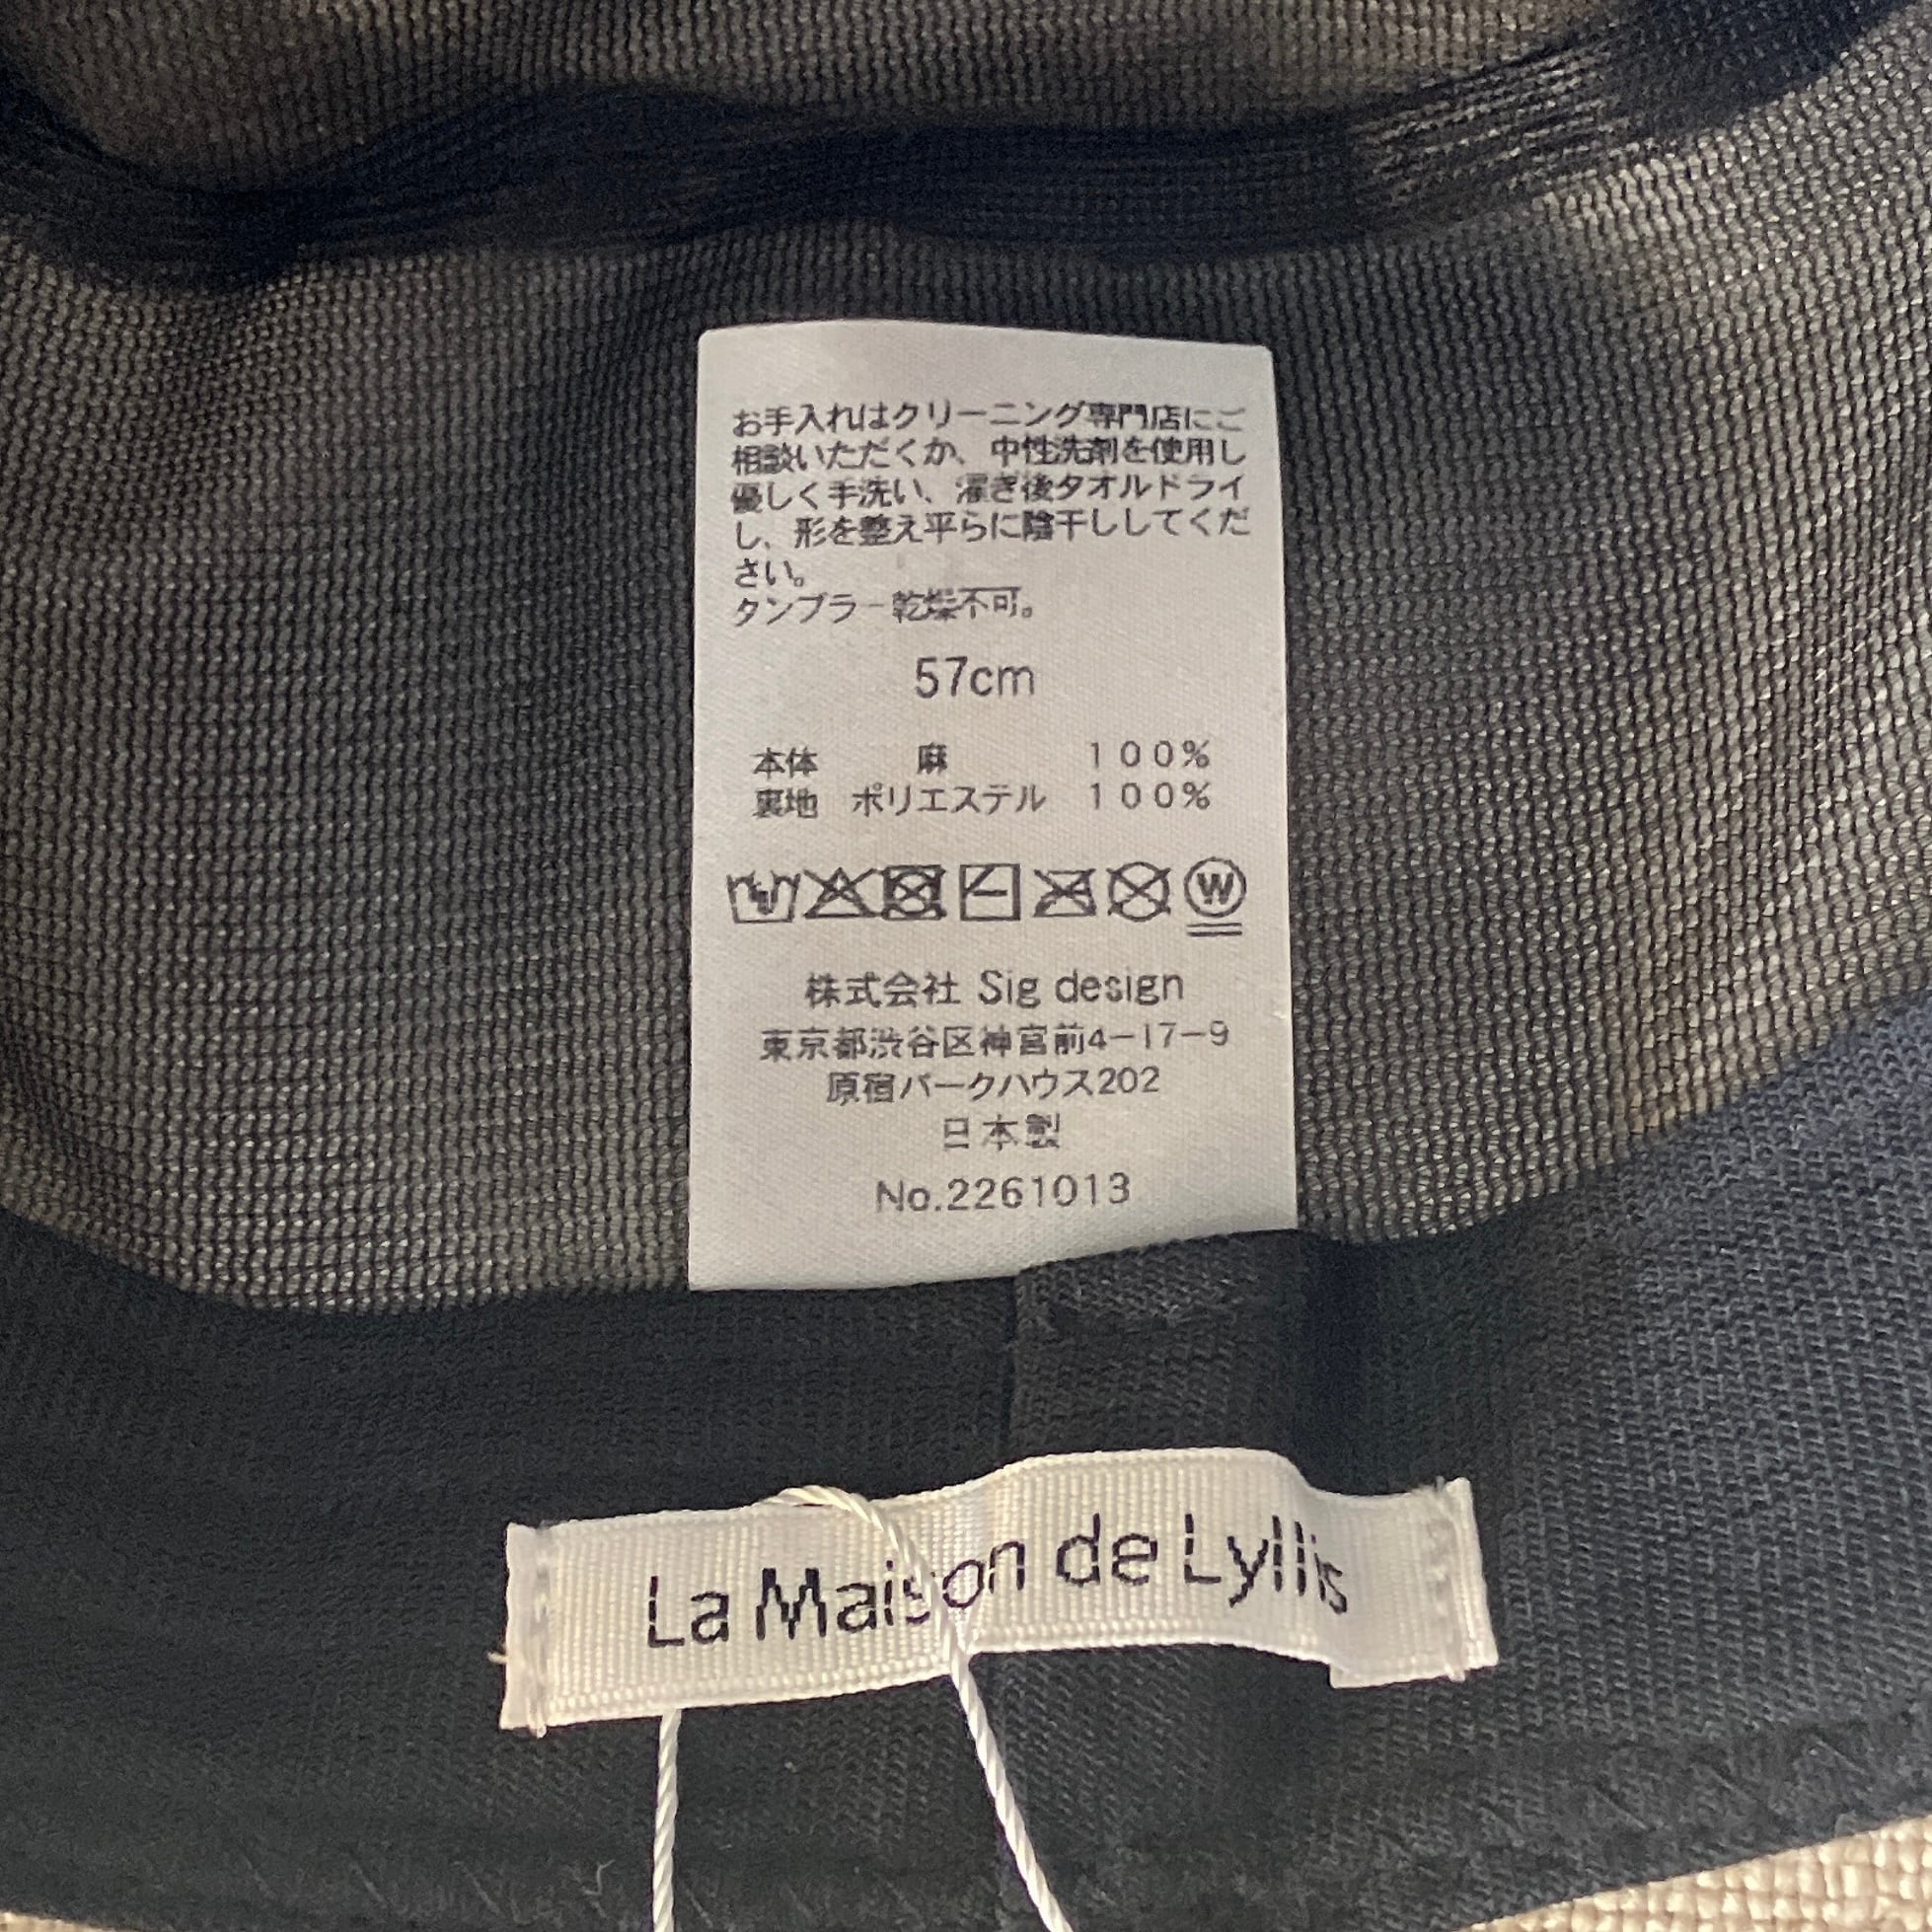 お手入れはクリーニング専門店にご
相談いただくか、中性洗剤を使用し
優しく手洗い、濯ぎ後タオルドライ
し、形を整え平らに陰干ししてくだ
さい。
タンブラー乾燥不可。
57cm
本体 麻 100%
裏地 ポリエステル 100%
W
株式会社 Sig design
東京都渋谷区神宮前4-17-9
原宿パークハウス202
日本製
No.2261013
La Maison de Lyllis